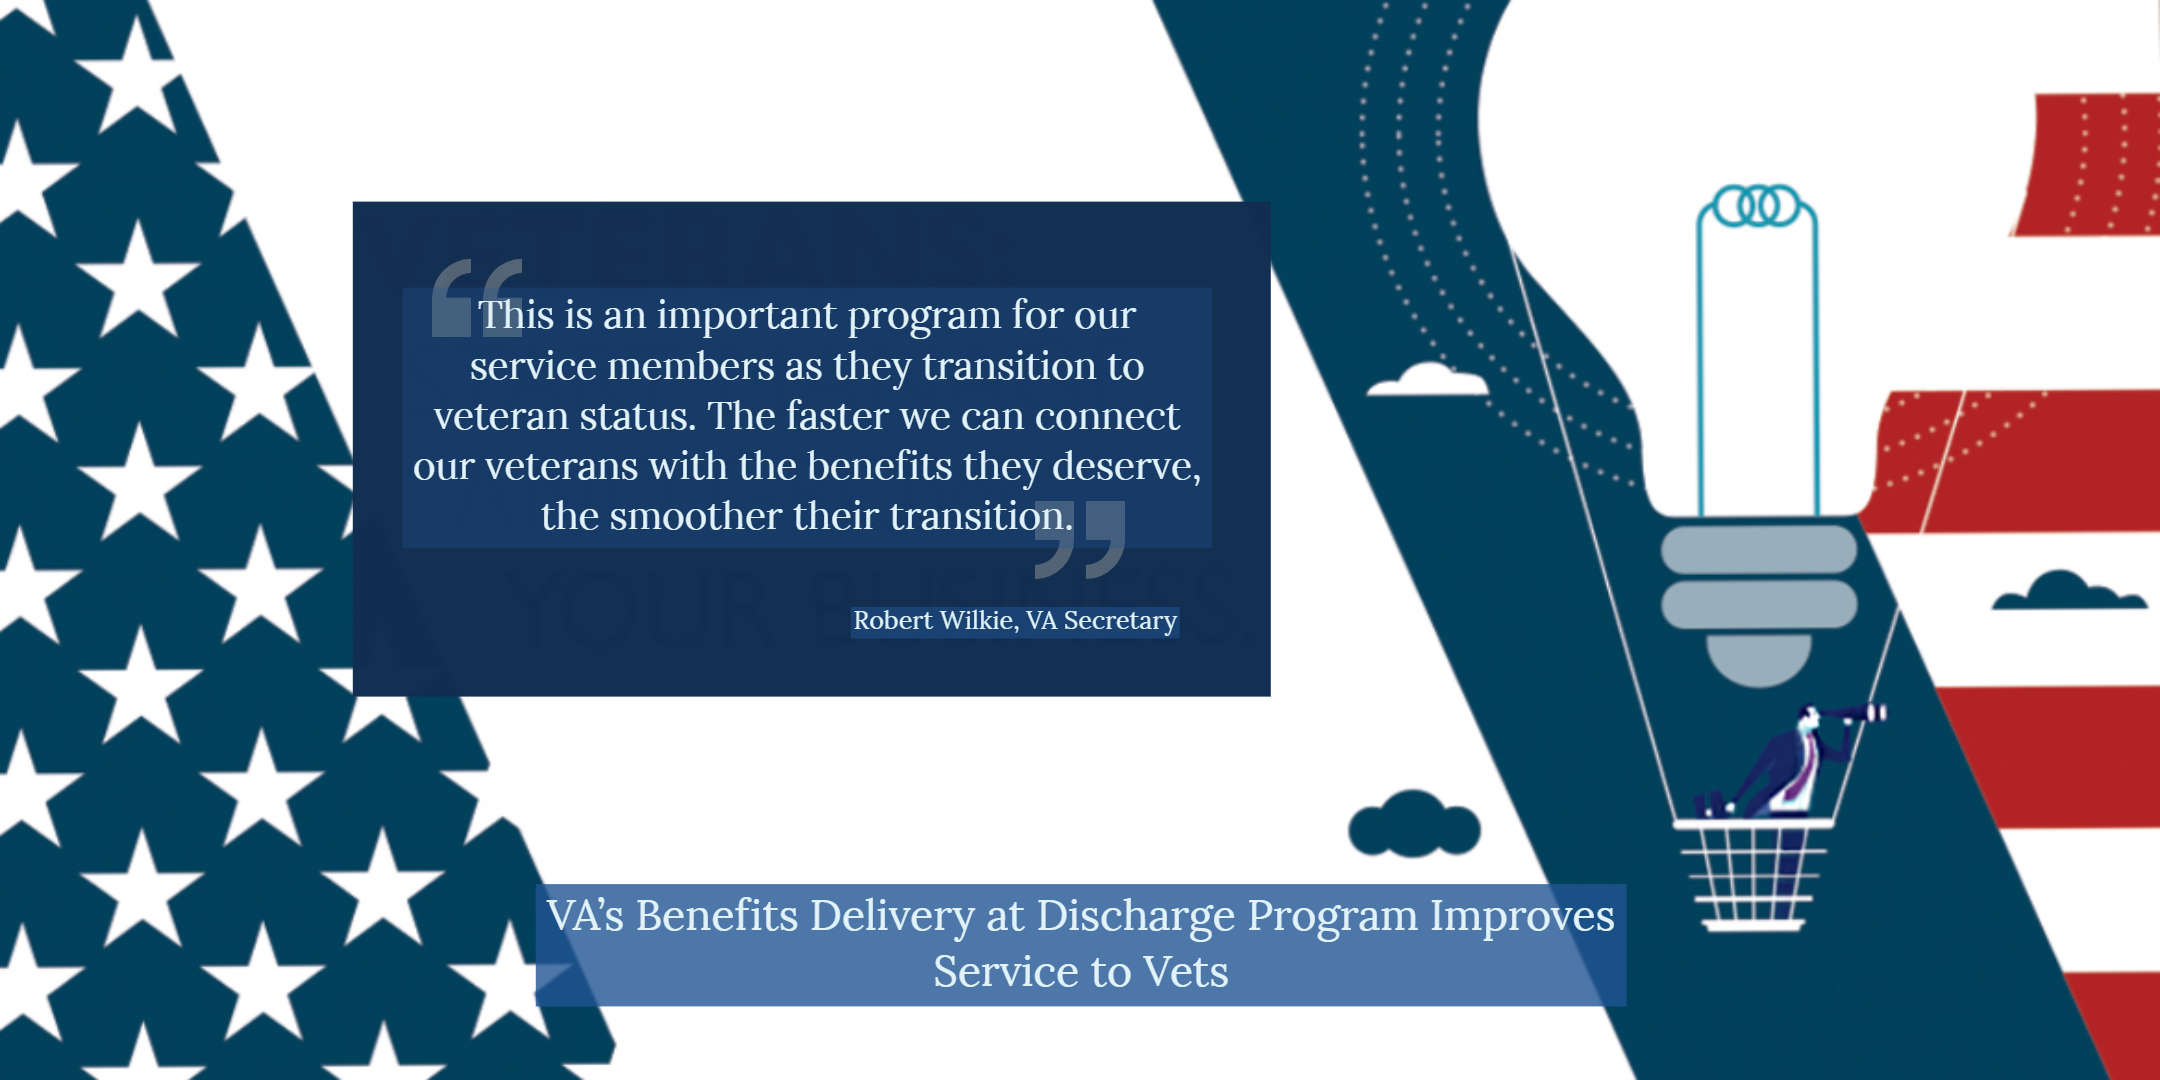 This is an important program for our
service members as they transition to
veteran status. The faster we can connect
our veterans with the benefits they deserve,
the smoother their transition.
YOUR BUSINESS.
Robert Wilkie, VA Secretary
VA’s Benefits Delivery at Discharge Program Improves
Service to Vets